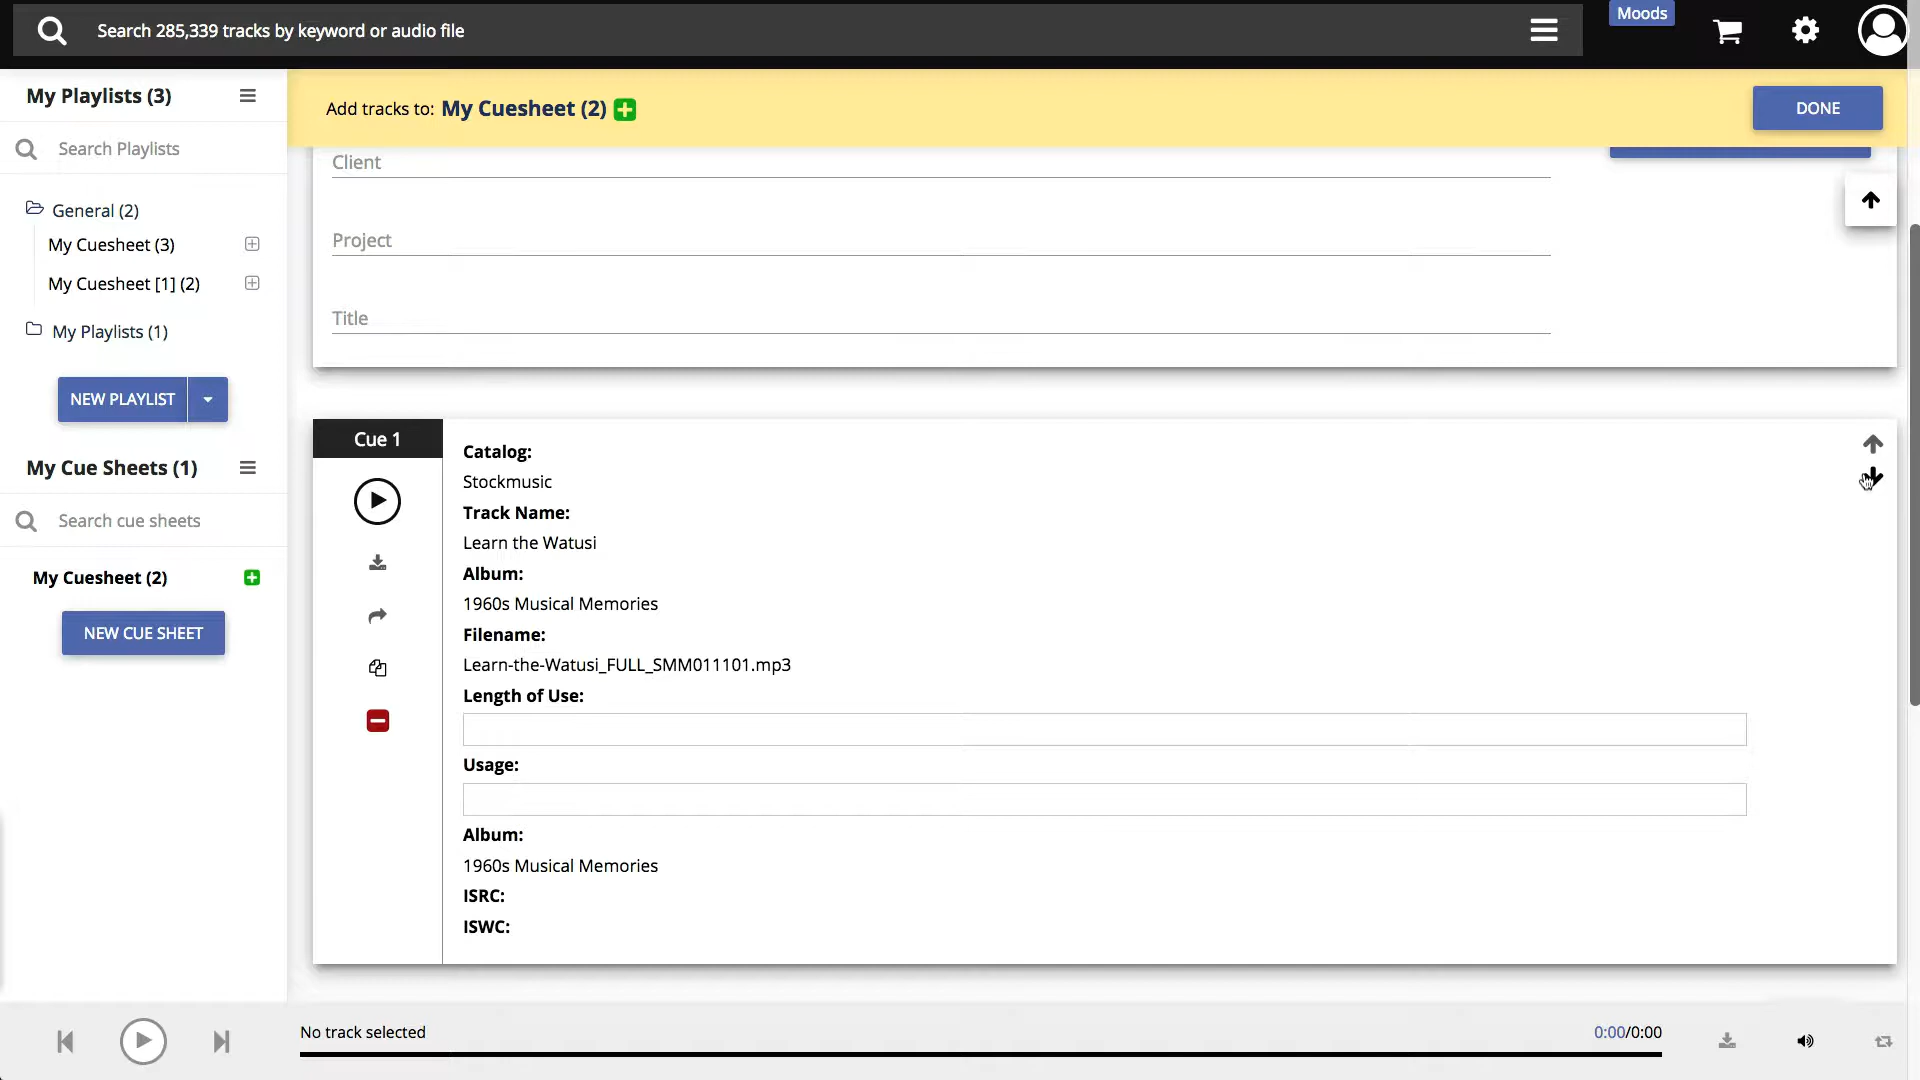 Search 285,339 tracks by keyword or audio file
Moods
My Playlists (3)
Search Playlists
General (2)
My Cuesheet (3)
My Cuesheet [1] (2)
My Playlists (1)
NEW PLAYLIST
My Cue Sheets (1)
Search cue sheets
My Cuesheet (2)
NEW CUE SHEET
Add tracks to: My Cuesheet (2)
DONE
Client
Project
Title
Cue 1
Catalog:
Stockmusic
Track Name:
Learn the Watusi
Album:
1960s Musical Memories
Filename:
Learn-the-Watusi_FULL_SMM011101.mp3
Length of Use:
Usage:
Album:
1960s Musical Memories
ISRC:
ISWC:
No track selected
0:00/0:00